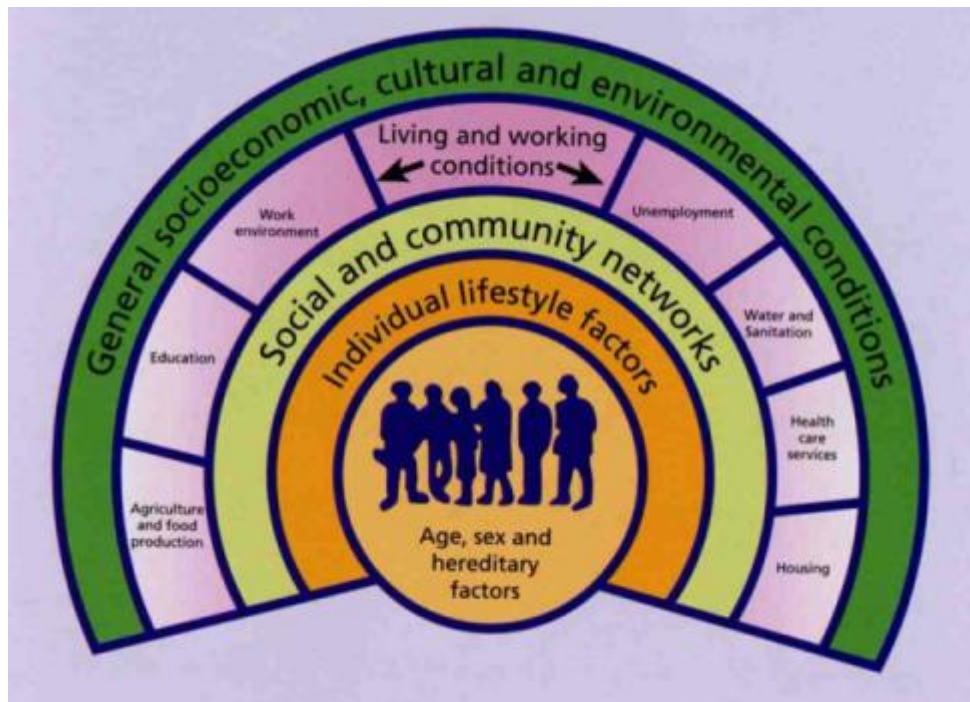 General socioeconomic, cultural and environmental conditions
Living and working
conditions
Work
environment
Unemployment
Education
Water and
Sanitation
Agriculture
and food
production
Health
care
services
Housing
Social and community networks
Individual lifestyle factors
Age, sex and
hereditary
factors